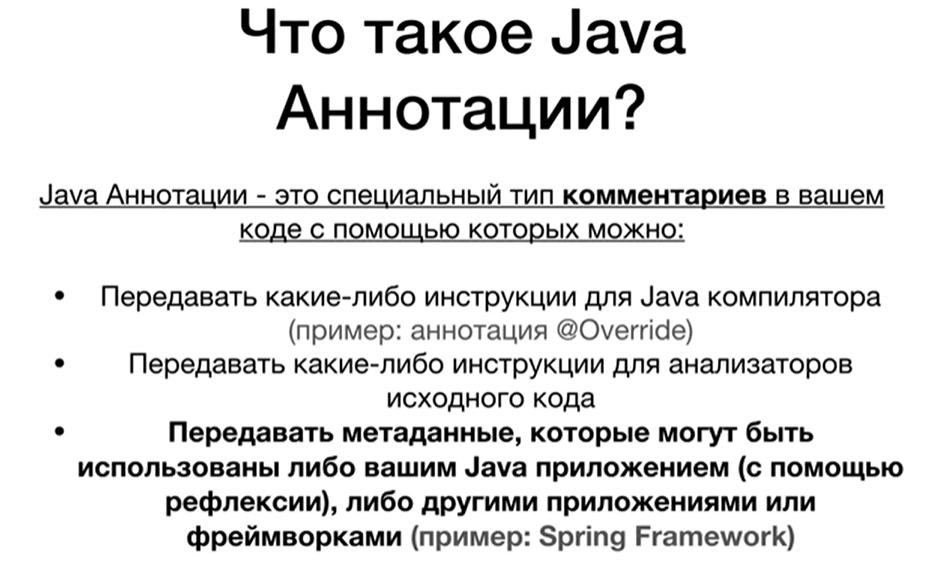 Что такое Java
Аннотации?
Java Аннотации - это специальный тип комментариев в вашем
коде с помощью которых можно:
• Передавать какие-либо инструкции для Java компилятора
(пример: аннотация @Override)
• Передавать какие-либо инструкции для анализаторов
исходного кода
• Передавать метаданные, которые могут быть
использованы либо вашим Java приложением (с помощью
рефлексии), либо другими приложениями или
фреймворками (пример: Spring Framework)